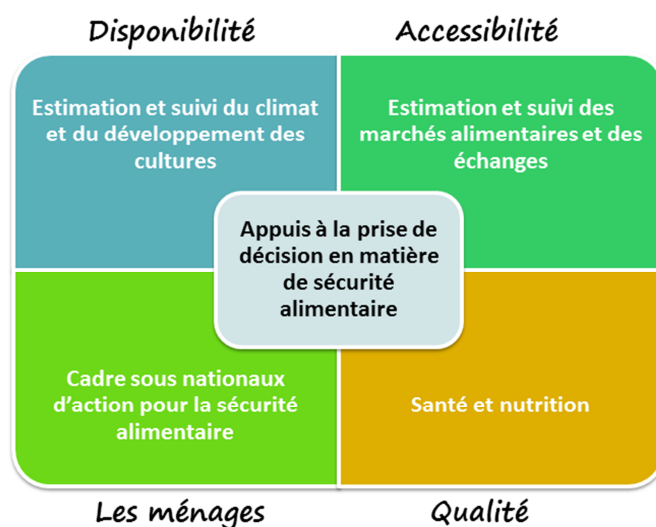 Disponibilité
Accessibilité
Estimation et suivi du climat
et du développement des
cultures
Estimation et suivi des
marchés alimentaires et des
échanges
Appuis à la prise de
décision en matière
de sécurité
alimentaire
Cadre sous nationaux
d'action pour la sécurité
alimentaire
Santé et nutrition
Les ménages
Qualité